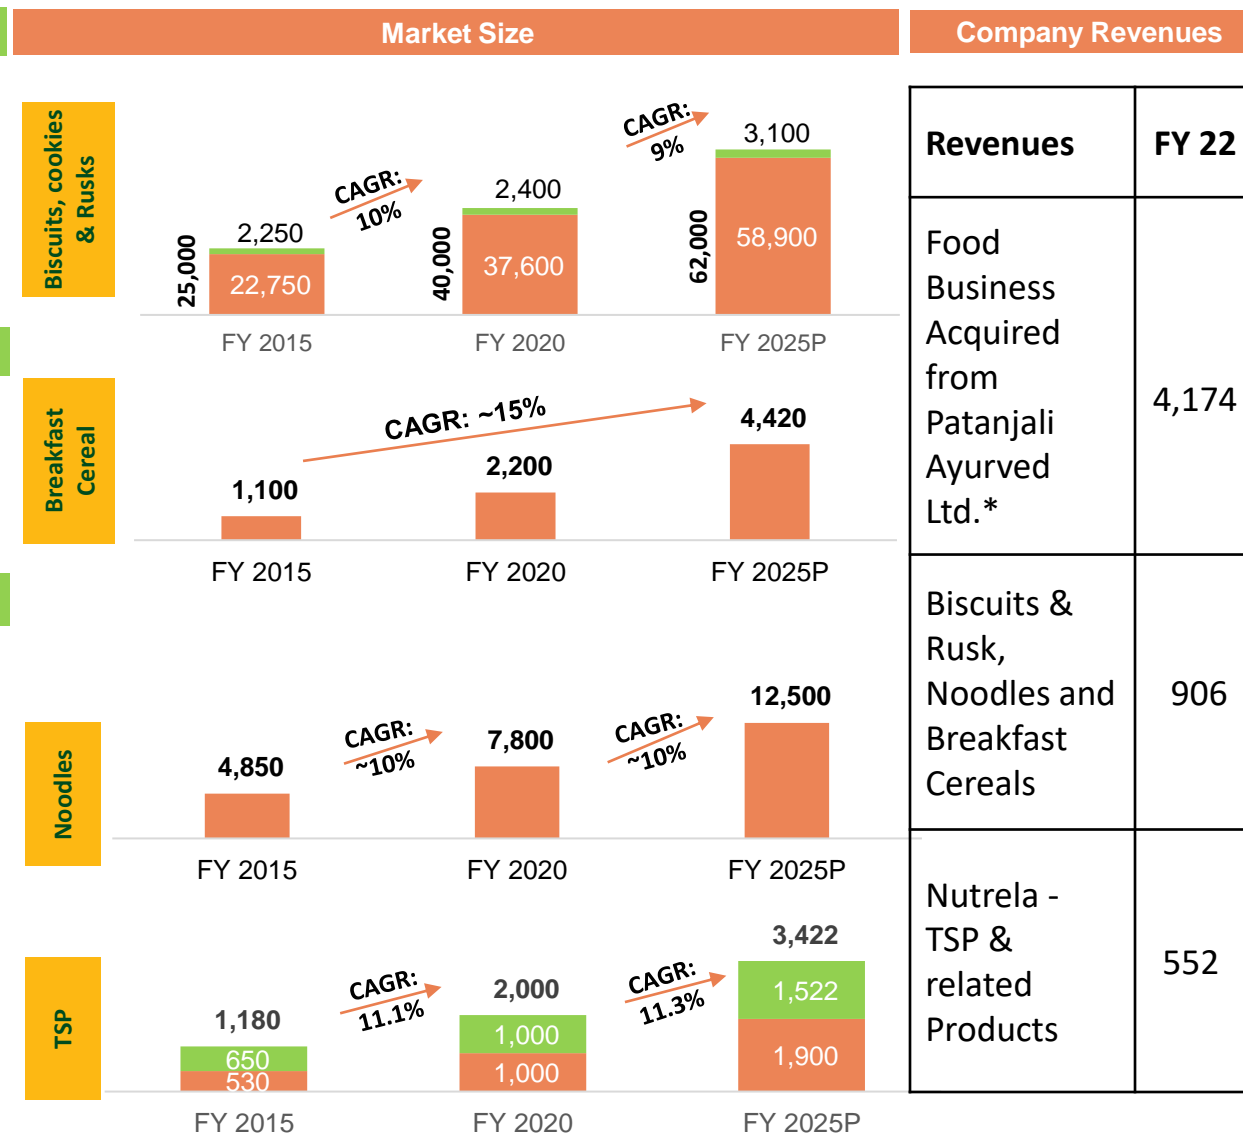 Market Size
Company Revenues
Biscuits, cookies
& Rusks
25,000
2,250
22,750
FY 2015
CAGR:
10%
40,000
2,400
37,600
FY 2020
CAGR:
9%
62,000
3,100
58,900
FY 2025P
Breakfast
Cereal
CAGR: ~15%
1,100
FY 2015
2,200
FY 2020
4,420
FY 2025P
Noodles
4,850
FY 2015
CAGR:
~10%
7,800
FY 2020
CAGR:
~10%
12,500
FY 2025P
TSP
1,180
650
530
FY 2015
CAGR:
11.1%
2,000
1,000
1,000
FY 2020
CAGR:
11.3%
3,422
1,522
1,900
FY 2025P
Revenues FY 22
Food
Business
Acquired
from
Patanjali
Ayurved
Ltd.*
4,174
Biscuits &
Rusk,
Noodles and
Breakfast
Cereals
906
Nutrela -
TSP &
related
Products
552